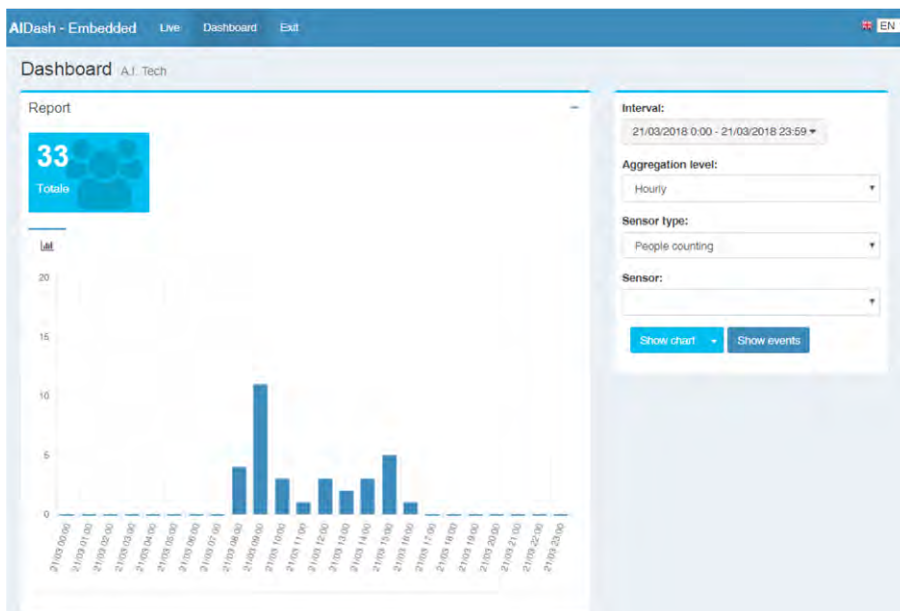 AIDash - Embedded Live Dashboard Exit EN
Dashboard A.I. Tech
Report
33
Totale
20
15
10
5
0
21/03 00:00
21/03 01:00
21/03 02:00
21/03 03:00
21/03 04:00
21/03 05:00
21/03 06:00
21/03 07:00
21/03 08:00
21/03 09:00
21/03 10:00
21/03 11:00
21/03 12:00
21/03 13:00
21/03 14:00
21/03 15:00
21/03 16:00
21/03 17:00
21/03 18:00
21/03 19:00
21/03 20:00
21/03 21:00
21/03 22:00
21/03 23:00
Interval:
21/03/2018 0:00 - 21/03/2018 23:59
Aggregation level:
Hourly
Sensor type:
People counting
Sensor:
Show chart Show events